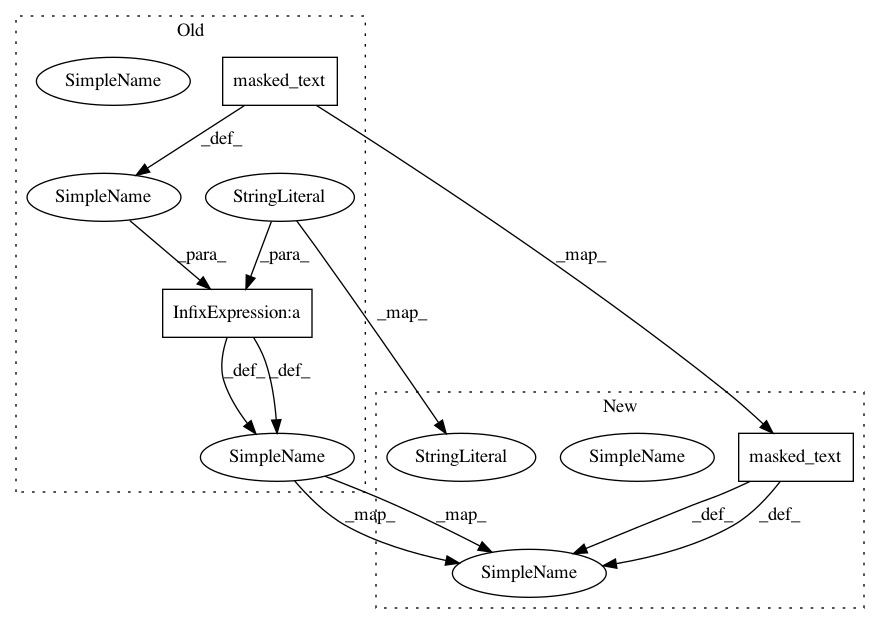 Old
SimpleName
masked_text
_def_
SimpleName
StringLiteral
_para_
_para_
_map_
InfixExpression:a
_map_
_def_
_def_
New
SimpleName
StringLiteral
SimpleName
masked_text
_map_
_map_
_def_
_def_
SimpleName